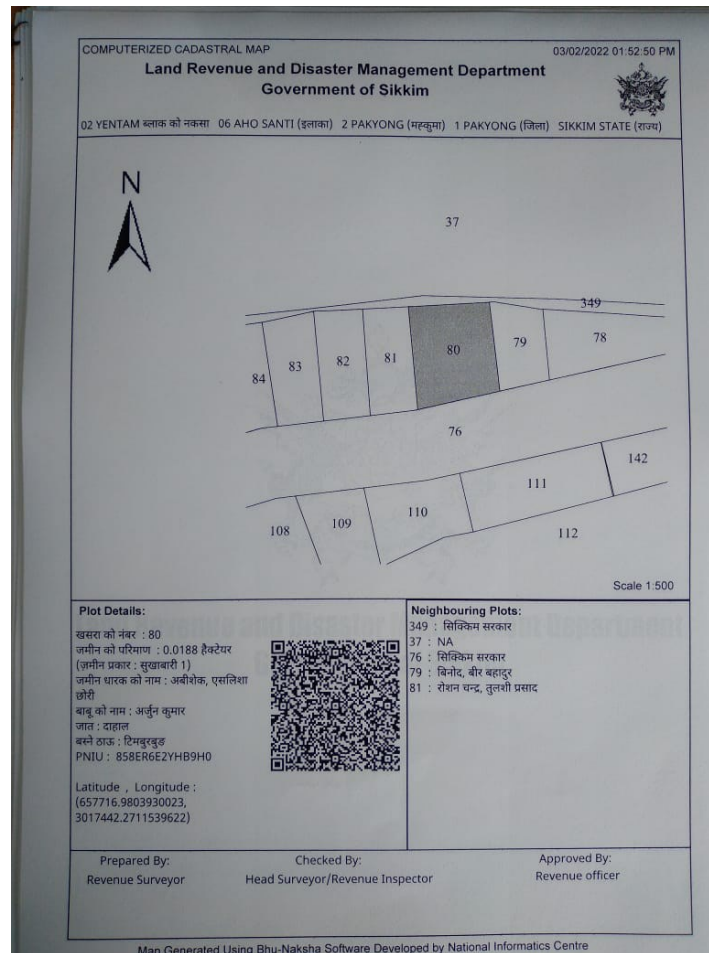 COMPUTERIZED CADASTRAL MAP
03/02/2022 01:52:50 PM
Land Revenue and Disaster Management Department
Government of Sikkim
02 YENTAM ब्लाक को नकसा 06 AHO SANTI (इलाका) 2 PAKYONG (महकुमा) 1 PAKYONG (जिला) SIKKIM STATE (राज्य)
N
37
349
84
83
82
81
80
79
78
76
108
109
110
111
142
112
Scale 1:500
Plot Details:
खसरा को नंबर : 80
जमीन को परिमाण : 0.0188 हैक्टेयर
(ज़मीन प्रकार : सुखाबारी 1)
जमीन धारक को नाम : अबीशेक, एसलिशा
छोरी
बाबू को नाम : अर्जुन कुमार
जात : दाहाल
बस्ने ठाऊ : टिमबुरबुङ
PNIU : 858ER6E2YHB9H0
Latitude , Longitude :
(657716.9803930023,
3017442.2711539622)
Neighbouring Plots:
349 : सिक्किम सरकार
37 : NA
76 : सिक्किम सरकार
79 : बिनोद, बीर बहादुर
81 : रोशन चन्द्र, तुलशी प्रसाद
Prepared By:
Revenue Surveyor
Checked By:
Head Surveyor/Revenue Inspector
Approved By:
Revenue officer
Map Generated Using Bhu-Naksha Software Developed by National Informatics Centre